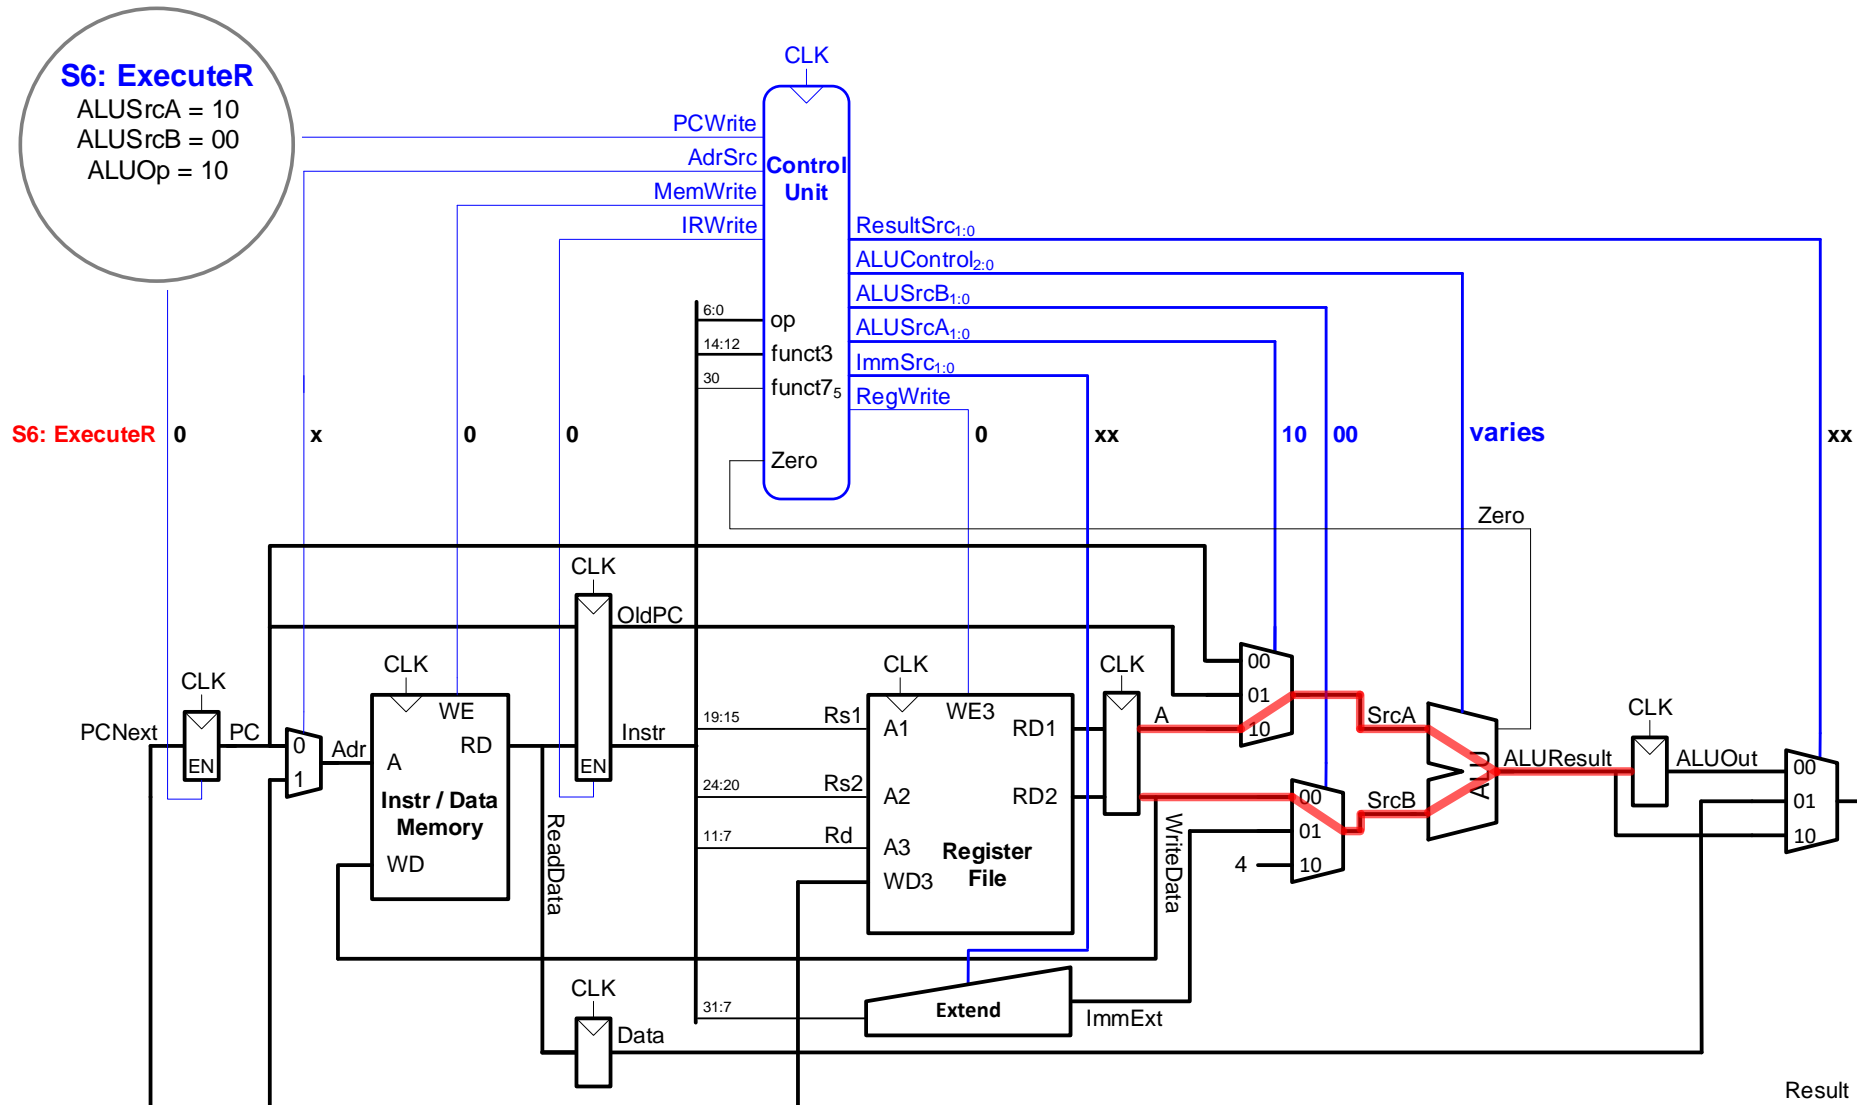 S6: ExecuteR
ALUSrcA = 10
ALUSrcB = 00
ALUOp = 10
CLK
PCWrite
AdrSrc
MemWrite
IRWrite
Control
Unit
ResultSrc1:0
ALUControl2:0
ALUSrcB1:0
ALUSrcA1:0
ImmSrc1:0
RegWrite
6:0
op
14:12
funct3
30
funct75
Zero
S6: ExecuteR
0
x
0
0
0
xx
10
00
varies
xx
Zero
CLK
OldPC
CLK
PCNext
EN
PC
0
1
Adr
CLK
WE
A
RD
Instr / Data
Memory
WD
EN
Instr
ReadData
19:15
Rs1
24:20
Rs2
11:7
Rd
CLK
WE3
A1
RD1
A2
RD2
A3
WD3
Register
File
CLK
A
WriteData
00
01
10
00
01
10
4
SrcA
SrcB
ALU
ALUResult
CLK
ALUOut
00
01
10
31:7
Extend
ImmExt
CLK
Data
Result